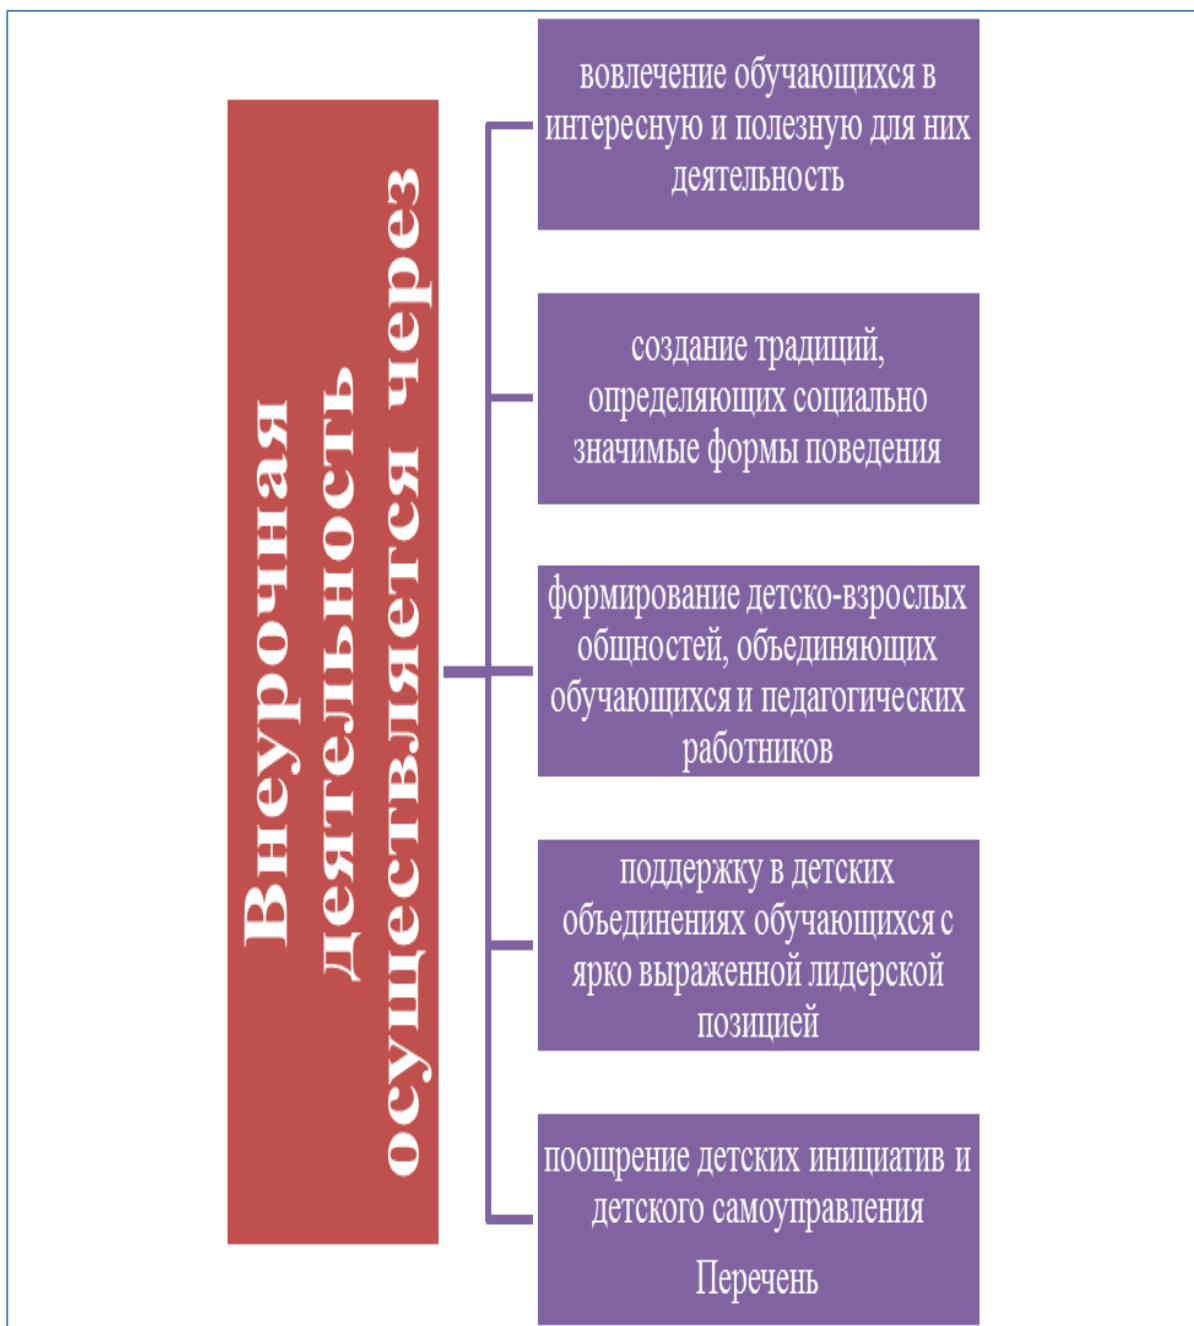 Внеурочная
деятельность
осуществляется через
вовлечение обучающихся в
интересную и полезную для них
деятельность
создание традиций,
определяющих социально
значимые формы поведения
формирование детско-взрослых
общностей, объединяющих
обучающихся и педагогических
работников
поддержку в детских
объединениях обучающихся с
ярко выраженной лидерской
позицией
поощрение детских инициатив и
детского самоуправления
Перечень